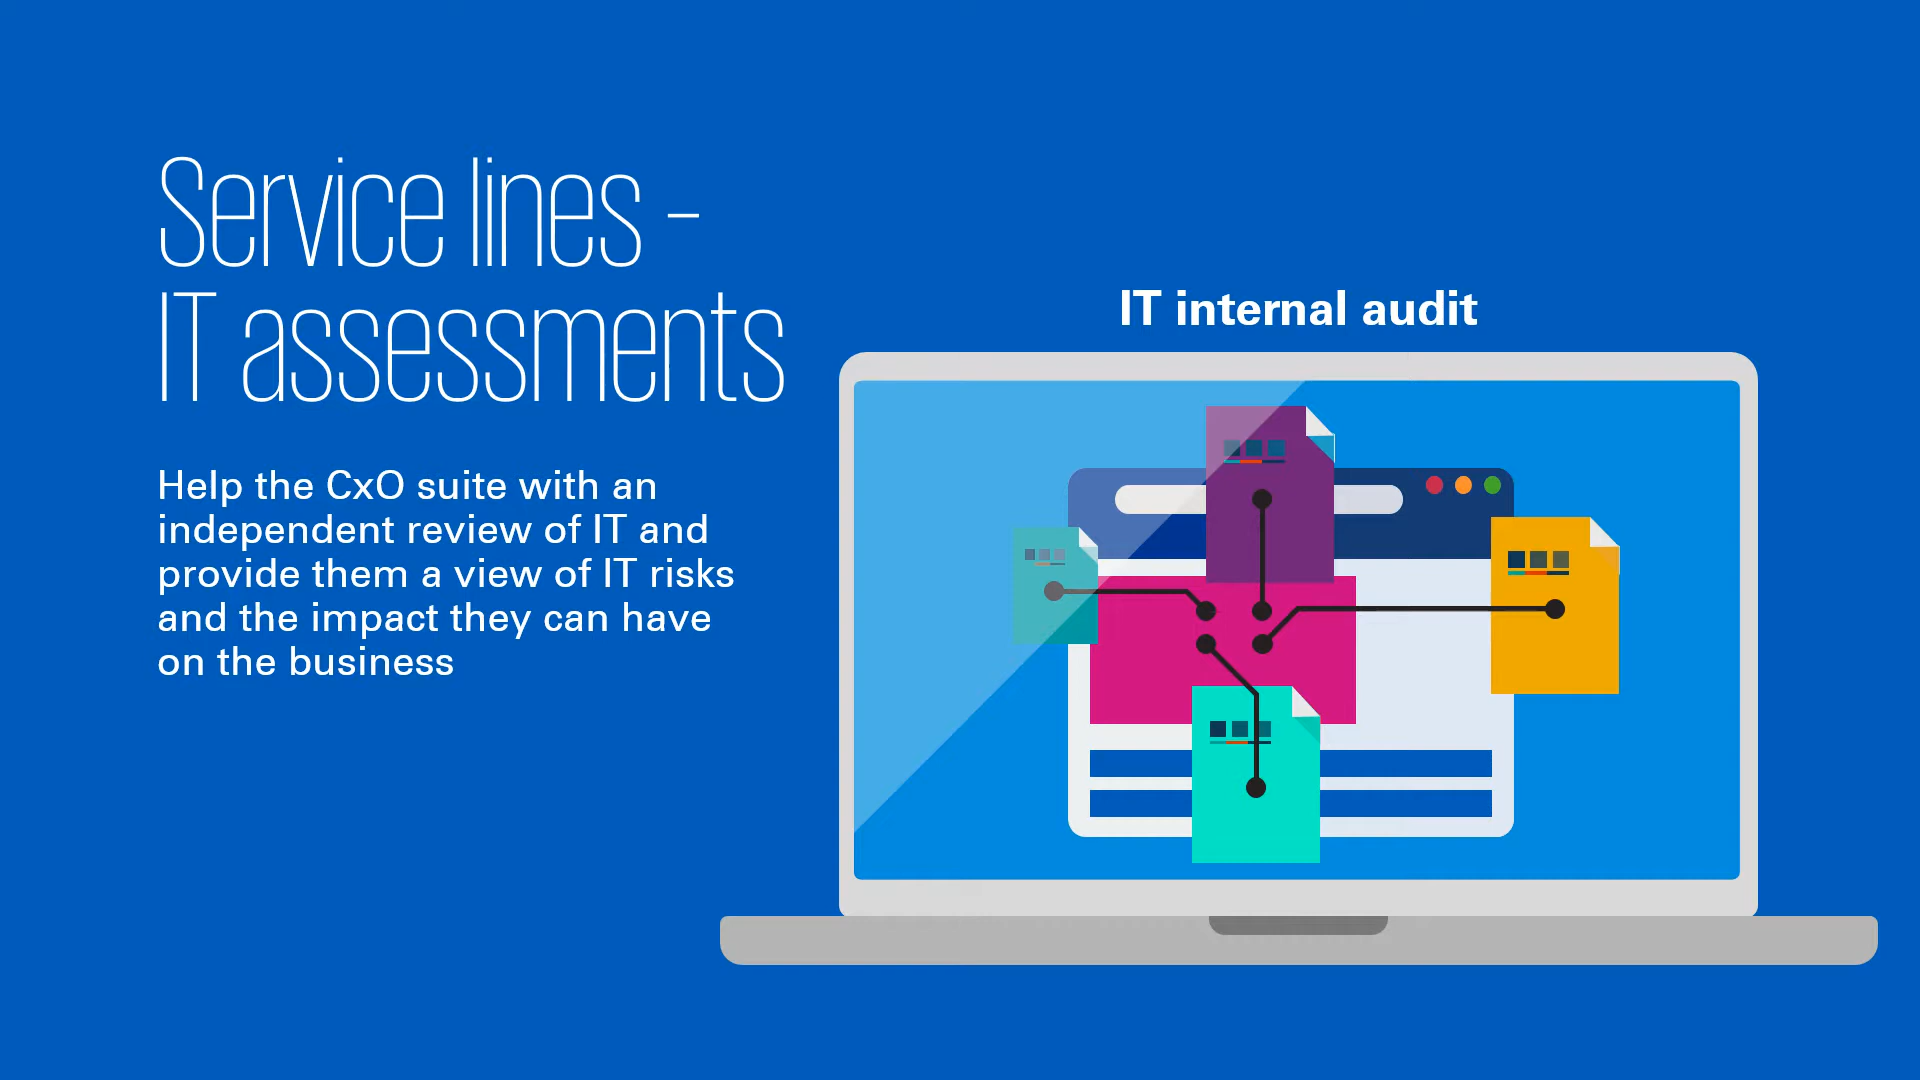 Service lines –
IT assessments
Help the CxO suite with an
independent review of IT and
provide them a view of IT risks
and the impact they can have
on the business
IT internal audit